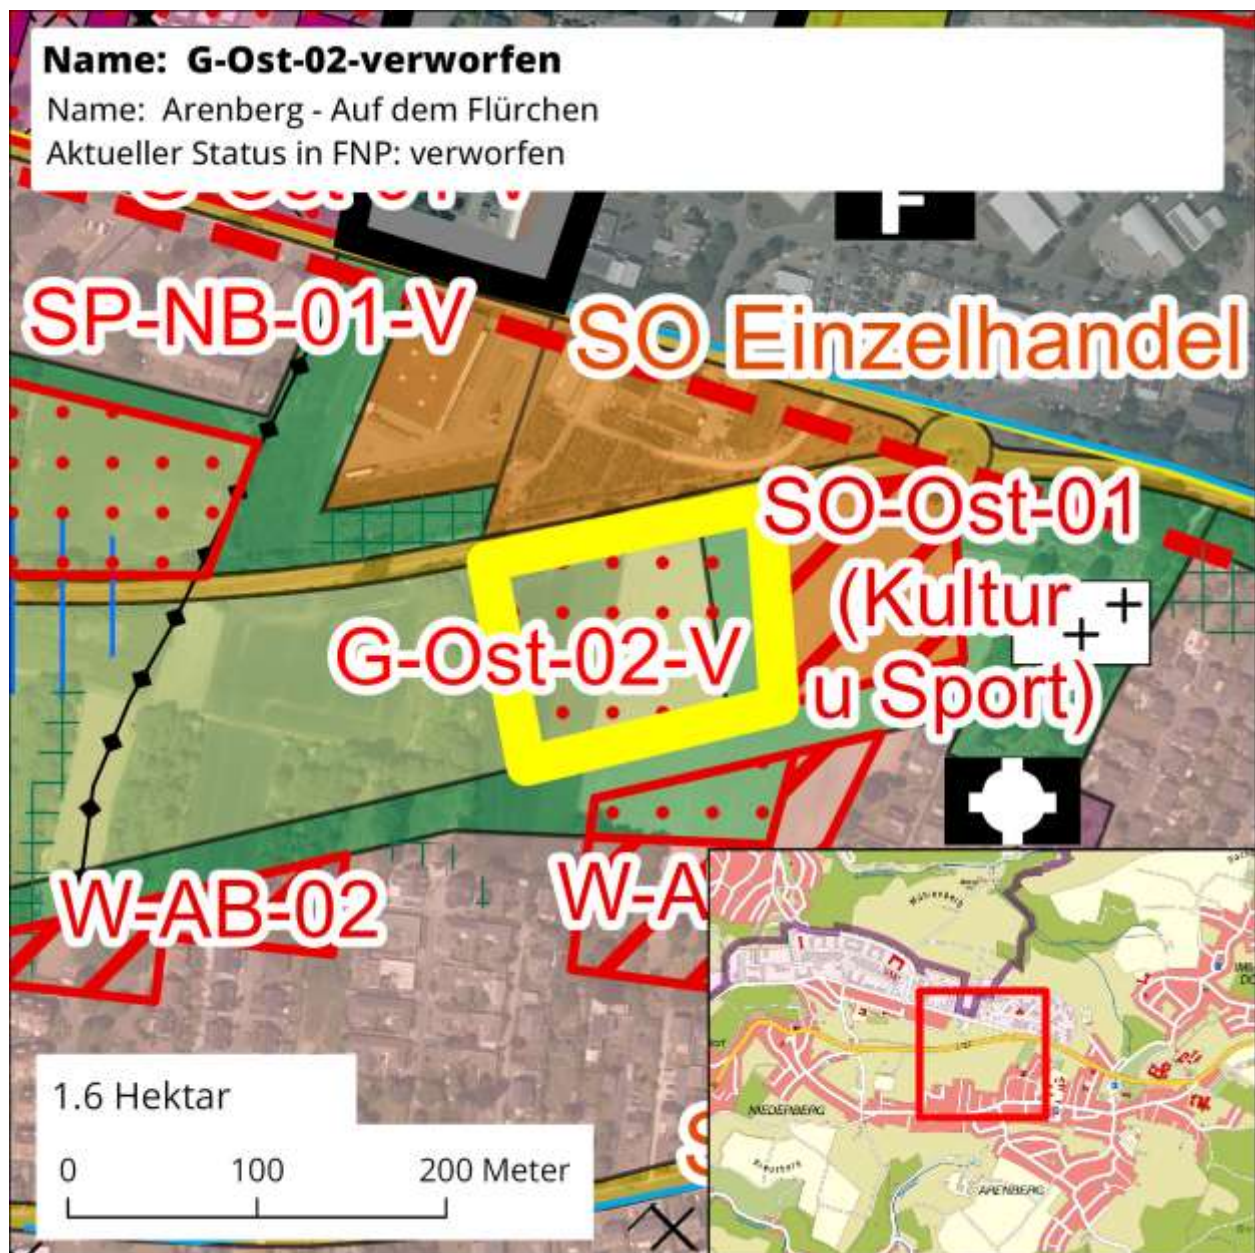 Name: G-Ost-02-verworfen
Name: Arenberg - Auf dem Flürchen
Aktueller Status in FNP: verworfen
F
SP-NB-01-V
SO Einzelhandel
SO-Ost-01
(Kultur
u Sport)
G-Ost-02-V
W-AB-02
W-A
1.6 Hektar
0 100 200 Meter
S
Mühlenberg
NIEDERBERG
ARENBERG